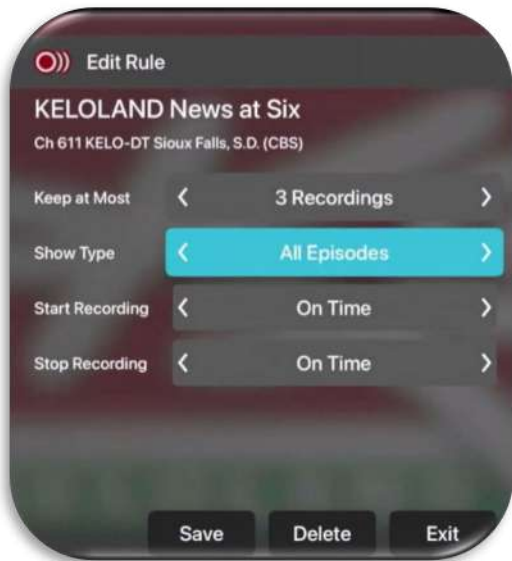 Edit Rule
KELOLAND News at Six
Ch 611 KELO-DT Sioux Falls, S.D. (CBS)
Keep at Most < 3 Recordings >
Show Type < All Episodes >
Start Recording < On Time >
Stop Recording < On Time >
Save Delete Exit